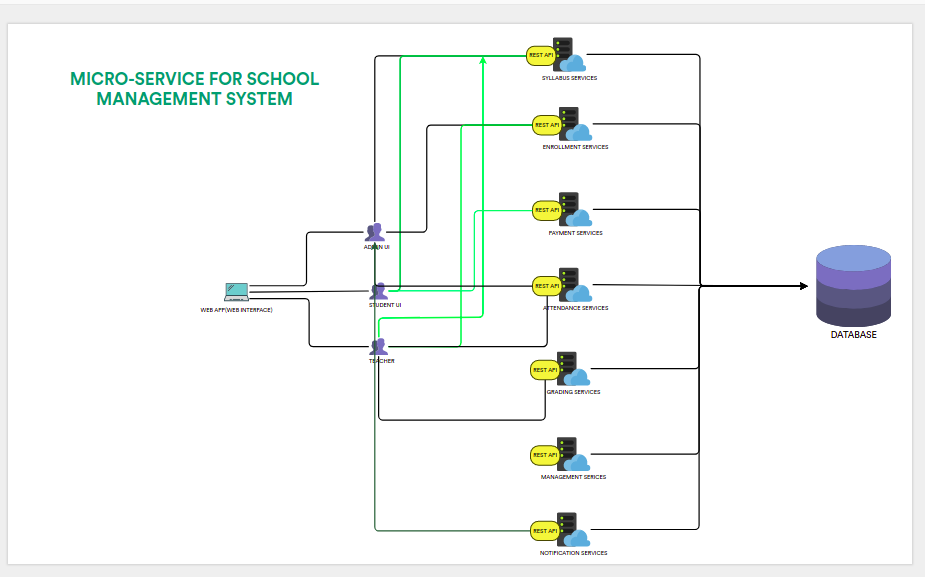 MICRO-SERVICE FOR SCHOOL
MANAGEMENT SYSTEM
REST API
SYLLABUS SERVICES
REST API
ENROLLMENT SERVICES
REST API
PAYMENT SERVICES
ADMIN UI
REST API
STUDENT UI
ATTENDANCE SERVICES
WEB APP(WEB INTERFACE)
DATABASE
TEACHER
REST API
GRADING SERVICES
REST API
MANAGEMENT SERICES
REST API
NOTIFICATION SERVICES